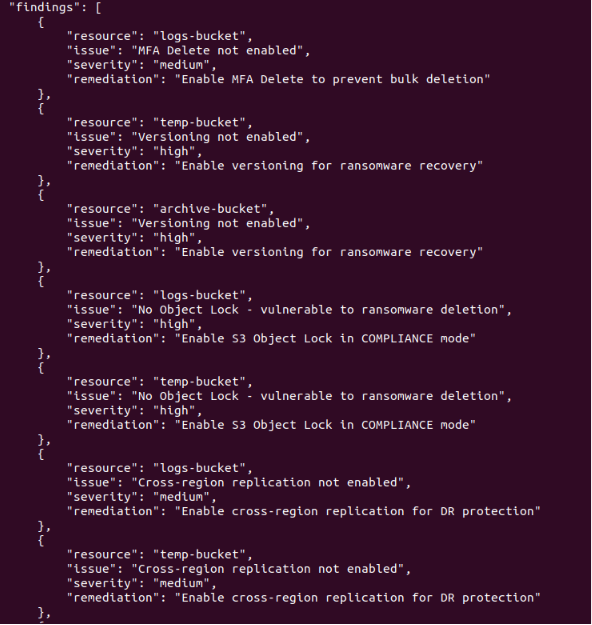 "findings": [
{
"resource": "logs-bucket",
"issue": "MFA Delete not enabled",
"severity": "medium",
"remediation": "Enable MFA Delete to prevent bulk deletion"
},
{
"resource": "temp-bucket",
"issue": "Versioning not enabled",
"severity": "high",
"remediation": "Enable versioning for ransomware recovery"
},
{
"resource": "archive-bucket",
"issue": "Versioning not enabled",
"severity": "high",
"remediation": "Enable versioning for ransomware recovery"
},
{
"resource": "logs-bucket",
"issue": "No Object Lock - vulnerable to ransomware deletion",
"severity": "high",
"remediation": "Enable S3 Object Lock in COMPLIANCE mode"
},
{
"resource": "temp-bucket",
"issue": "No Object Lock - vulnerable to ransomware deletion",
"severity": "high",
"remediation": "Enable S3 Object Lock in COMPLIANCE mode"
},
{
"resource": "logs-bucket",
"issue": "Cross-region replication not enabled",
"severity": "medium",
"remediation": "Enable cross-region replication for DR protection"
},
{
"resource": "temp-bucket",
"issue": "Cross-region replication not enabled",
"severity": "medium",
"remediation": "Enable cross-region replication for DR protection"
},